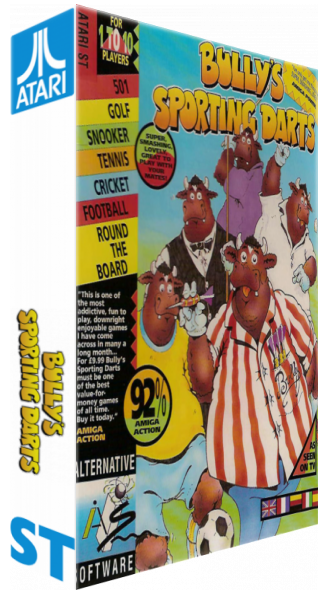 ATARI
BULLY'S
SPORTING DARTS
ST
ATARI ST
FOR
1 TO 10
PLAYERS
501
GOLF
SNOOKER
TENNIS
CRICKET
FOOTBALL
ROUND
THE
BOARD
"This is one of
the most
addictive, fun to
play, downright
enjoyable games
I have come
across in many a
long month...
For £9.99 Bully's
Sporting Darts
must be one
of the best
value-for-
money games
of all time.
Buy it today."
AMIGA
ACTION
ALTERNATIVE
SOFTWARE
BULLY'S
SPORTING DARTS
SUPER,
SMASHING,
LOVELY...
GREAT TO
PLAY WITH
YOUR
MATES!
92%
AMIGA
ACTION
AS
SEEN
ON TV